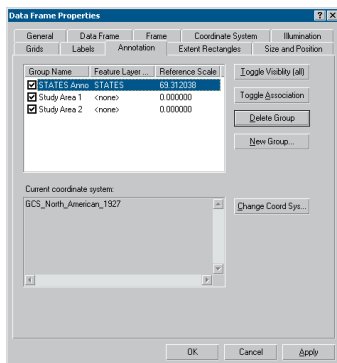 Data Frame Properties
General Data Frame Frame Coordinate System Illumination
Grids Labels Annotation Extent Rectangles Size and Position
Group Name Feature Layer ... Reference Scale
STATES Anno STATES 69.312038
Study Area 1 <none> 0.000000
Study Area 2 <none> 0.000000
Toggle Visiblity (all)
Toggle Association
Delete Group
New Group...
Current coordinate system:
GCS_North_American_1927
Change Coord Sys...
OK Cancel Apply